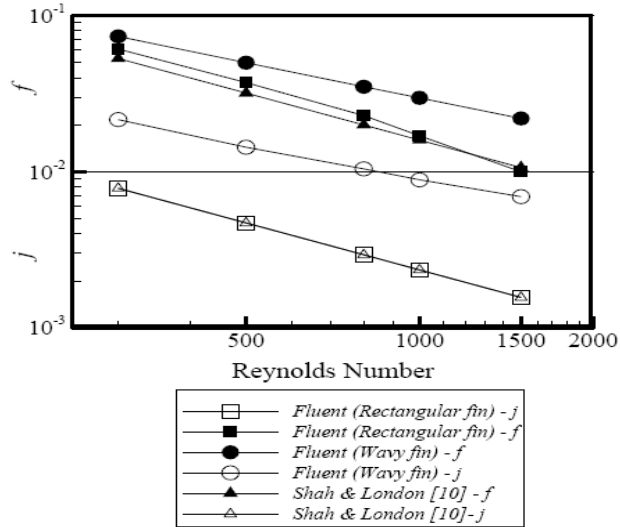 10⁻¹
f
10⁻²
j
10⁻³
500 1000 1500 2000
Reynolds Number
Fluent (Rectangular fin) - j
Fluent (Rectangular fin) - f
Fluent (Wavy fin) - f
Fluent (Wavy fin) - j
Shah & London [10] - f
Shah & London [10]- j